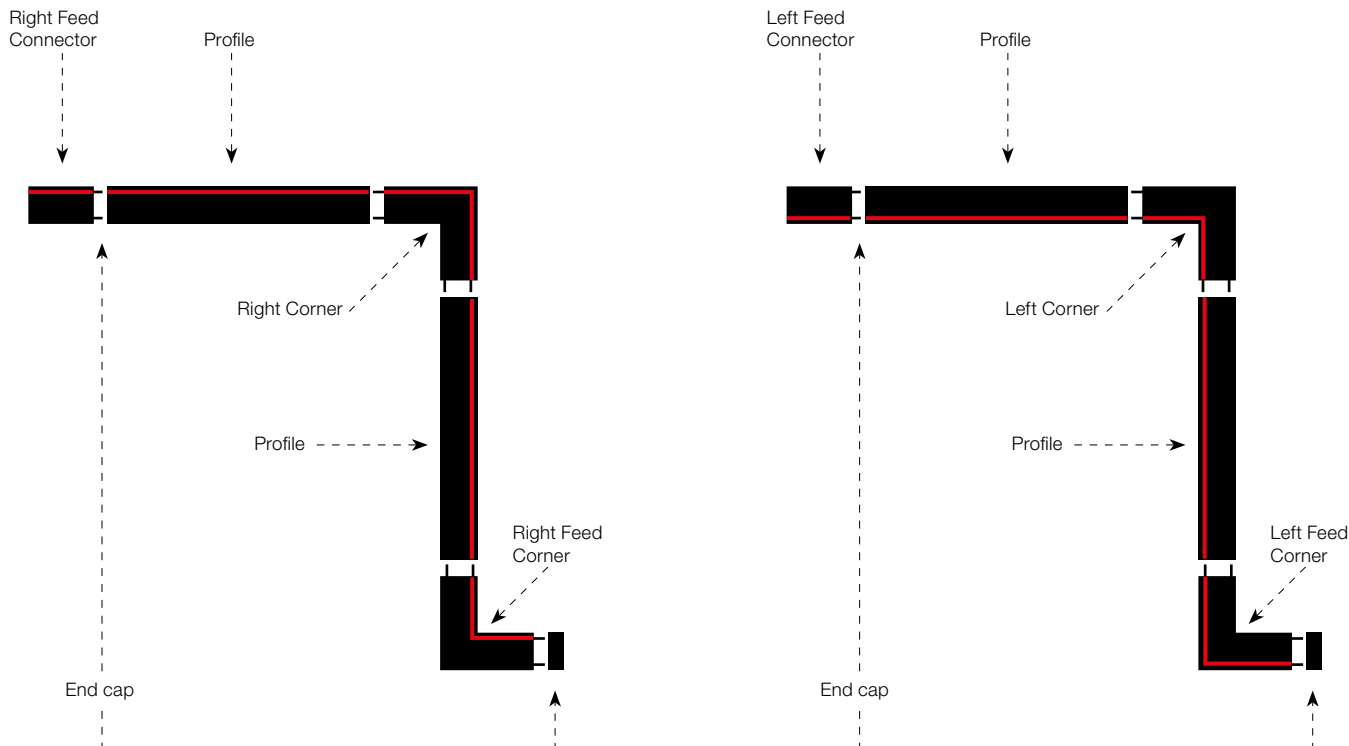 Right Feed
Connector
Profile
Right Corner
Profile
Right Feed
Corner
End cap
Left Feed
Connector
Profile
Left Corner
Profile
Left Feed
Corner
End cap